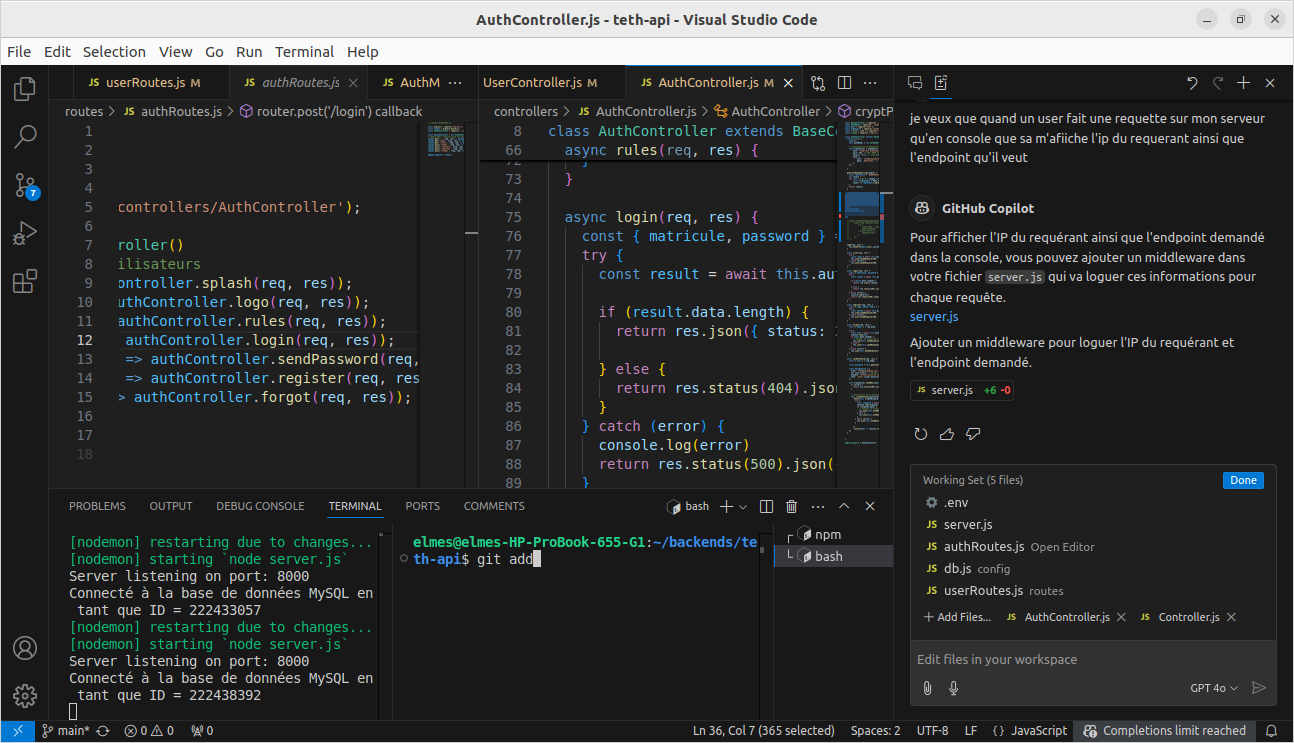 AuthController.js - teth-api - Visual Studio Code
File Edit Selection View Go Run Terminal Help
JS userRoutes.js M
JS authRoutes.js
JS AuthM ...
UserController.js M
JS AuthController.js M
routes > JS authRoutes.js > router.post('/login') callback
1
2
3
4
5 controllers/AuthController');
6
7 roller()
8 ilisateurs
9 ontroller.splash(req, res));
10 uthController.logo(req, res));
11 authController.rules(req, res));
12 authController.login(req, res));
13 => authController.sendPassword(req,
14 => authController.register(req, res
15 > authController.forgot(req, res));
16
17
18
controllers > JS AuthController.js > AuthController > cryptP
8 class AuthController extends BaseCo
66 async rules(req, res) {
72 }
73 }
74
75 async login(req, res) {
76 const { matricule, password } =
77 try {
78 const result = await this.au
79
80 if (result.data.length) {
81 return res.json({ status:
82
83 } else {
84 return res.status(404).jso
85 }
86 } catch (error) {
87 console.log(error)
88 return res.status(500).json(
89 }
PROBLEMS OUTPUT DEBUG CONSOLE TERMINAL PORTS COMMENTS
bash
[nodemon] restarting due to changes...
[nodemon] starting `node server.js`
Server listening on port: 8000
Connecté à la base de données MySQL en
tant que ID = 222433057
[nodemon] restarting due to changes...
[nodemon] starting `node server.js`
Server listening on port: 8000
Connecté à la base de données MySQL en
tant que ID = 222438392
elmes@elmes-HP-ProBook-655-G1:~/backends/te
th-api$ git add
npm
bash
je veux que quand un user fait une requette sur mon serveur
qu'en console que sa m'afiiche l'ip du requerant ainsi que
l'endpoint qu'il veut
GitHub Copilot
Pour afficher l'IP du requérant ainsi que l'endpoint demandé
dans la console, vous pouvez ajouter un middleware dans
votre fichier server.js qui va loguer ces informations pour
chaque requête.
server.js
Ajouter un middleware pour loguer l'IP du requérant et
l'endpoint demandé.
JS server.js +6 -0
Working Set (5 files) Done
.env
JS server.js
JS authRoutes.js Open Editor
JS db.js config
JS userRoutes.js routes
+ Add Files... JS AuthController.js JS Controller.js
Edit files in your workspace
GPT 4o
7
main* 0 0 0
Ln 36, Col 7 (365 selected) Spaces: 2 UTF-8 LF {} JavaScript Completions limit reached